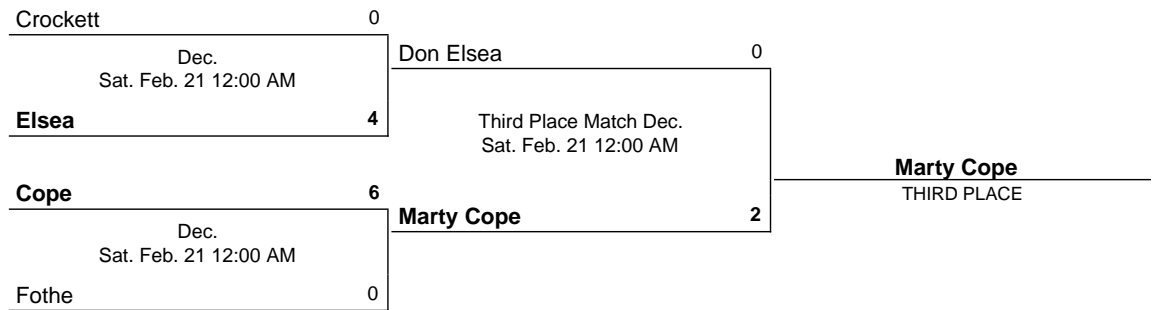 Crockett 0
Dec.
Sat. Feb. 21 12:00 AM
Elsea 4
Don Elsea 0
Third Place Match Dec.
Sat. Feb. 21 12:00 AM
Cope 6
Dec.
Sat. Feb. 21 12:00 AM
Fothe 0
Marty Cope 2
Marty Cope
THIRD PLACE